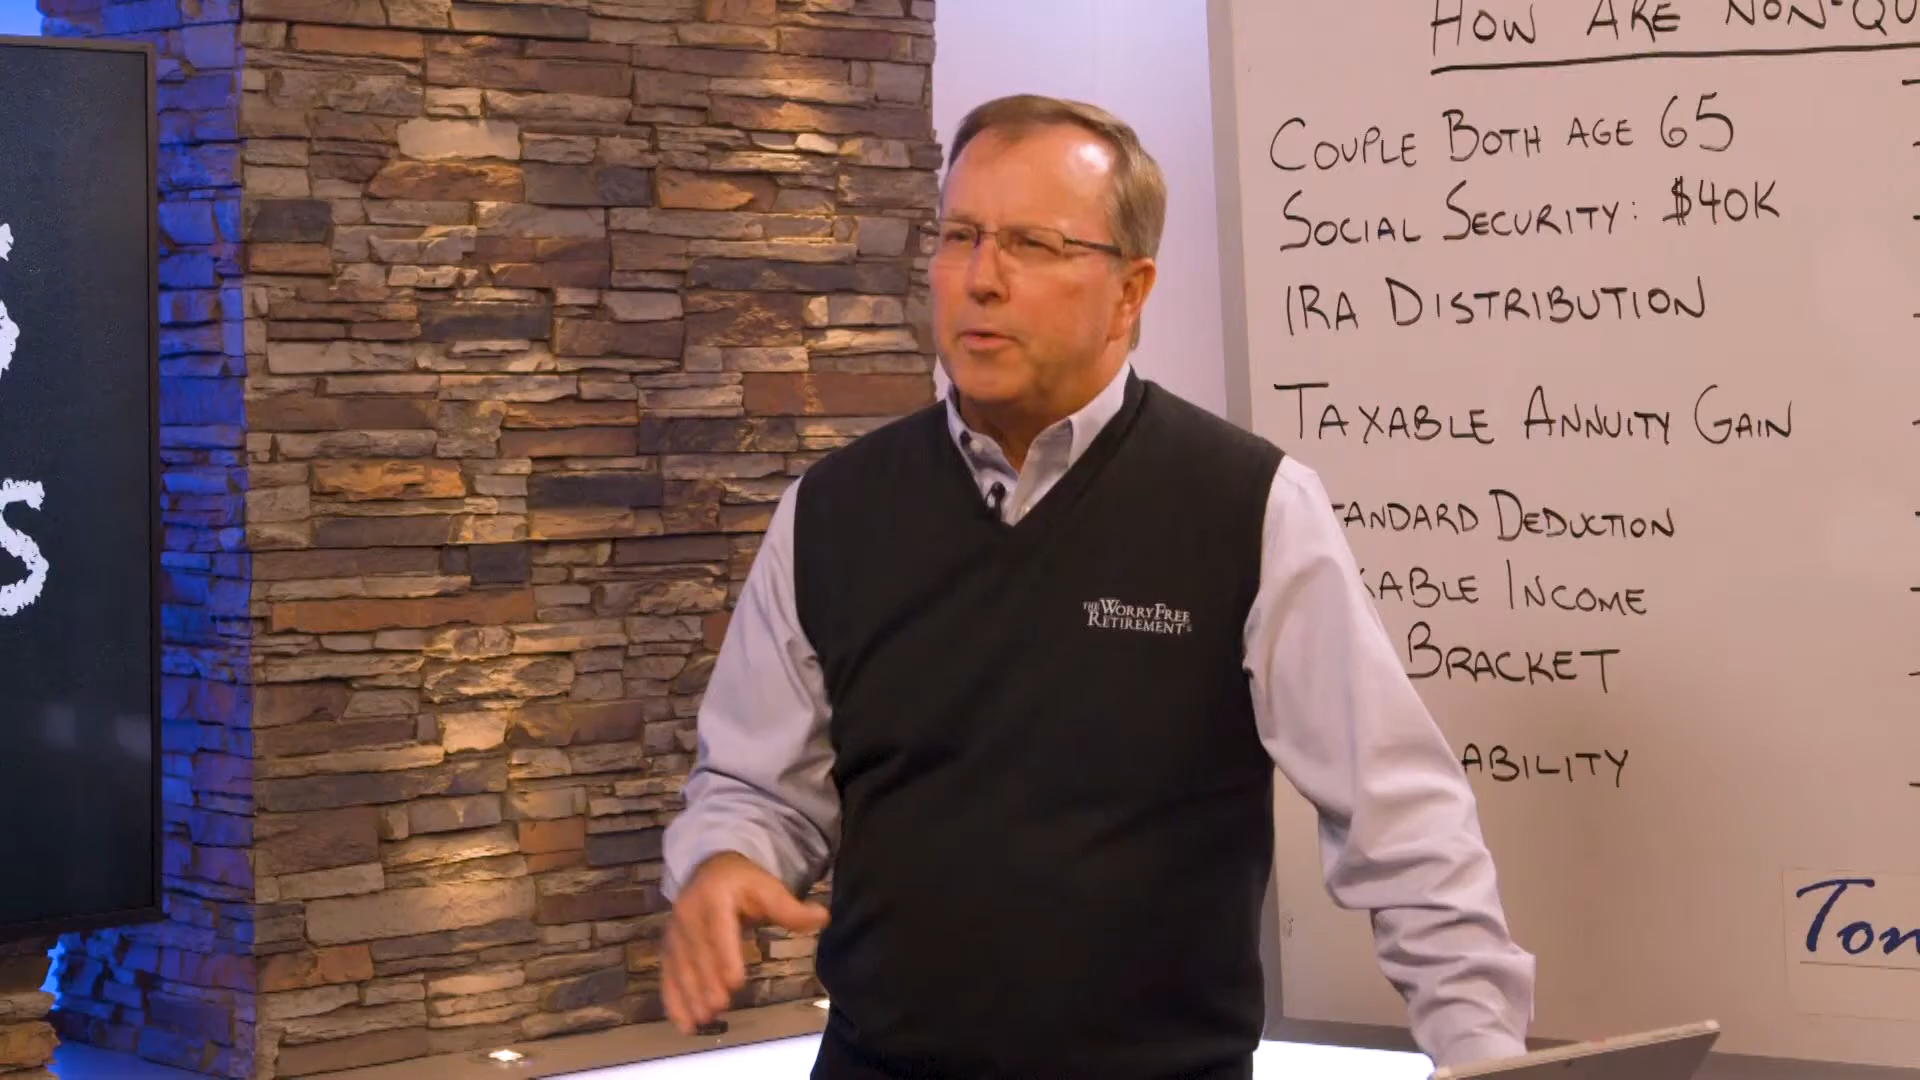 HOW ARE NON-QU
COUPLE BOTH AGE 65
SOCIAL SECURITY: $40K
IRA DISTRIBUTION
TAXABLE ANNUITY GAIN
TANDARD DEDUCTION
XABLE INCOME
BRACKET
ABILITY
THE WORRYFREE
RETIREMENT
Ton
S